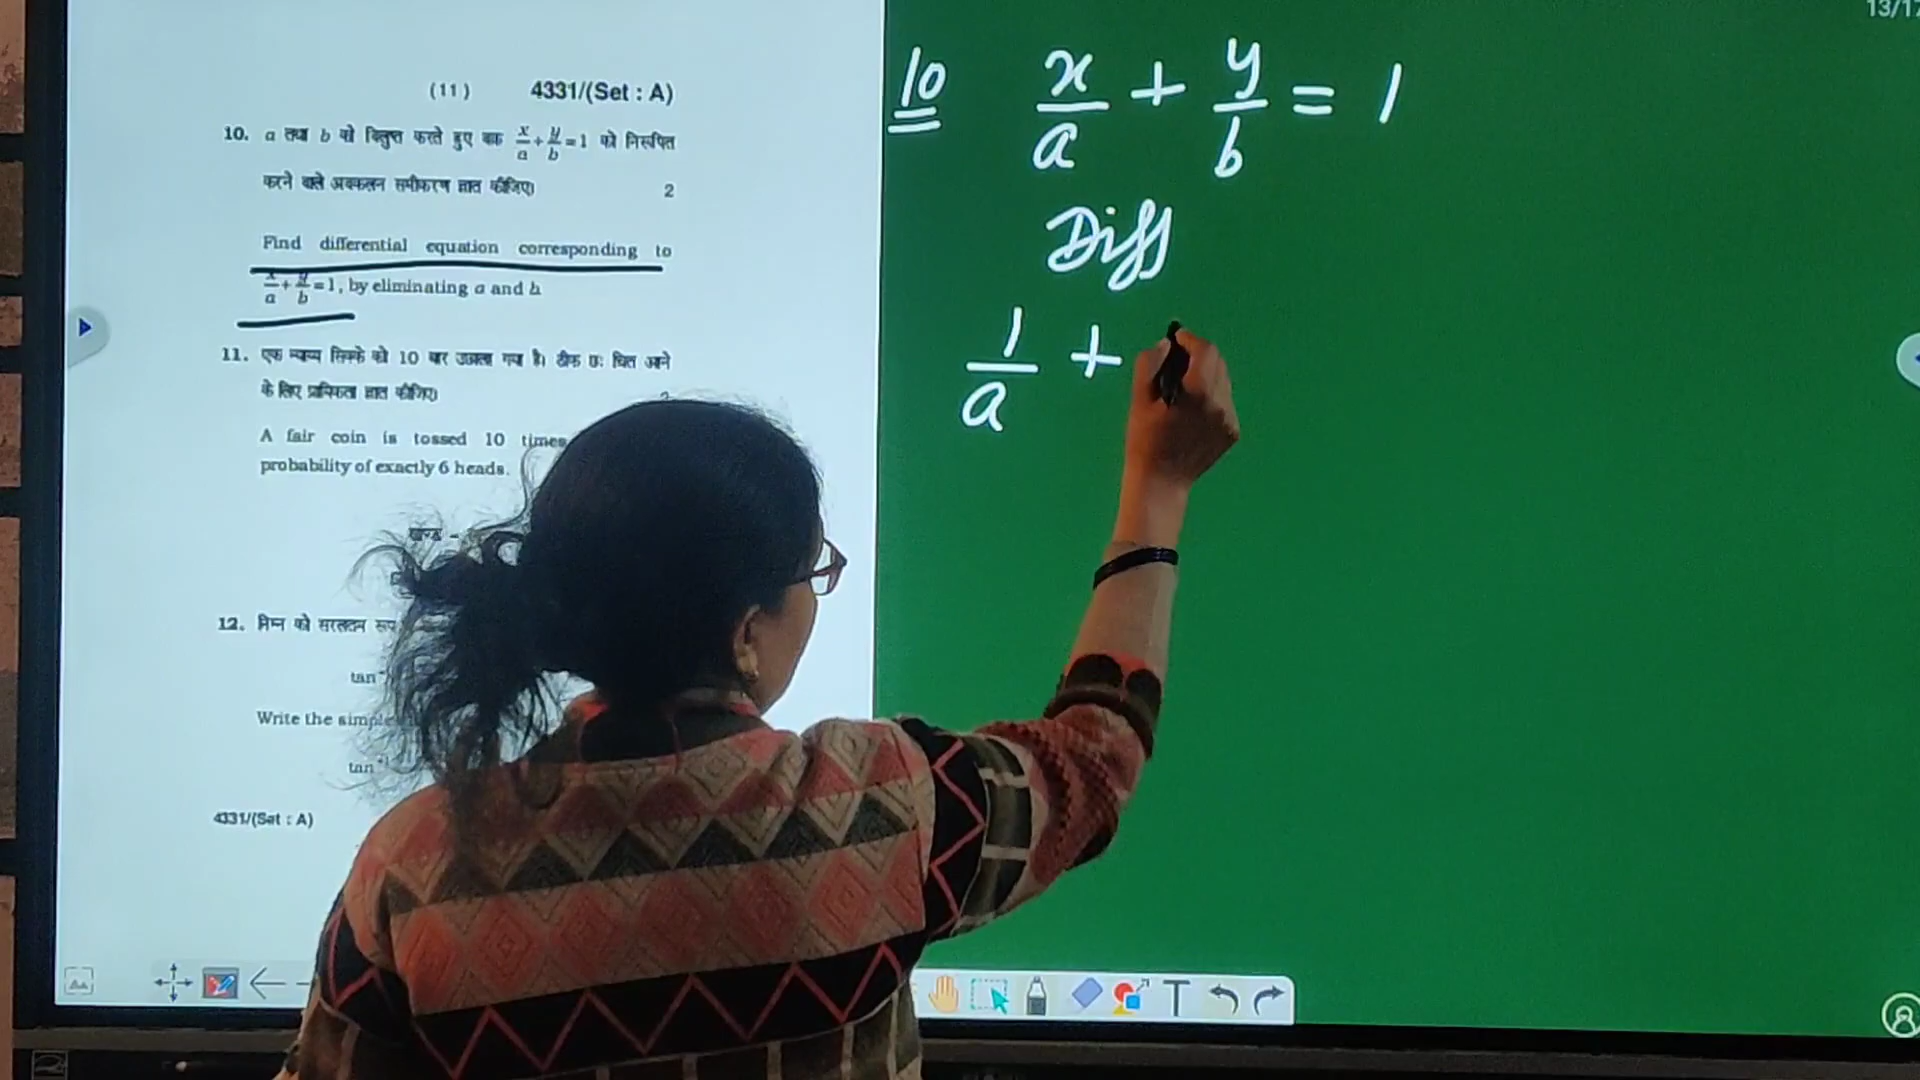 (11) 4331/(Set : A)
10. a तथा b को विलुप्त करते हुए वक्र x/a + y/b = 1 को निरूपित
करने वाले अवकलन समीकरण ज्ञात कीजिए। 2
Find differential equation corresponding to
x/a + y/b = 1, by eliminating a and b.
11. एक न्याय्य सिक्के को 10 बार उछाला गया है। ठीक छः चित आने
के लिए प्रायिकता ज्ञात कीजिए।
A fair coin is tossed 10 times
probability of exactly 6 heads.
खण्ड –
12. निम्न को सरलतम रूप
tan⁻
Write the simple
tan⁻¹
4331/(Set : A)
13/17
10 x/a + y/b = 1
Diff
1/a +
T